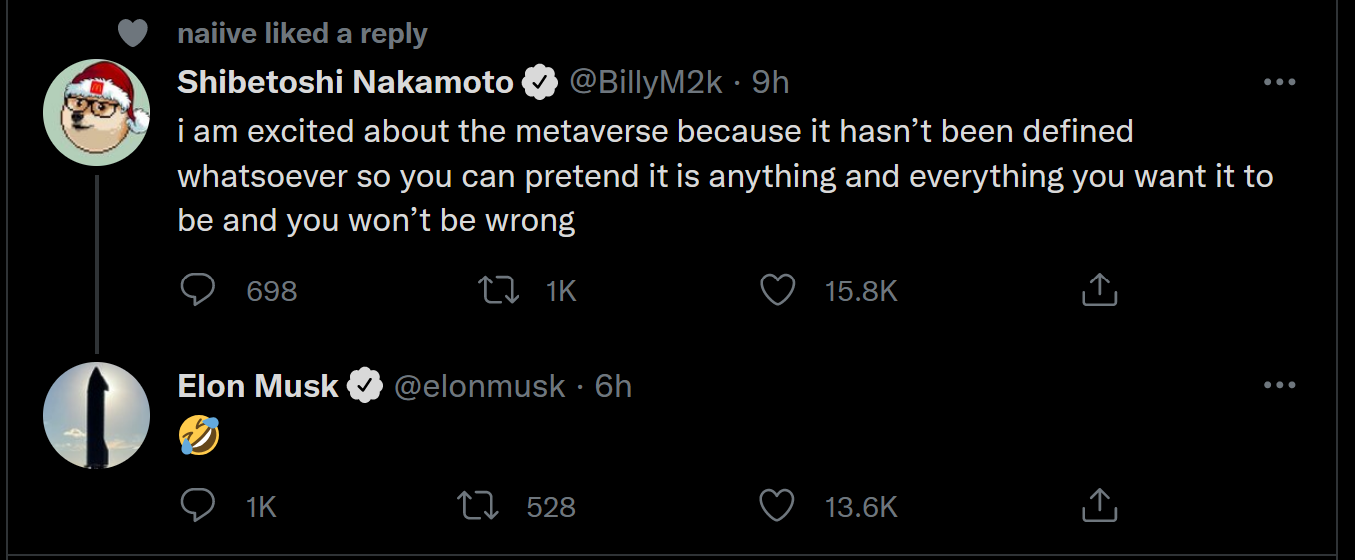 naiive liked a reply
Shibetoshi Nakamoto @BillyM2k · 9h
i am excited about the metaverse because it hasn’t been defined
whatsoever so you can pretend it is anything and everything you want it to
be and you won’t be wrong
698 1K 15.8K
Elon Musk @elonmusk · 6h
🤣
1K 528 13.6K